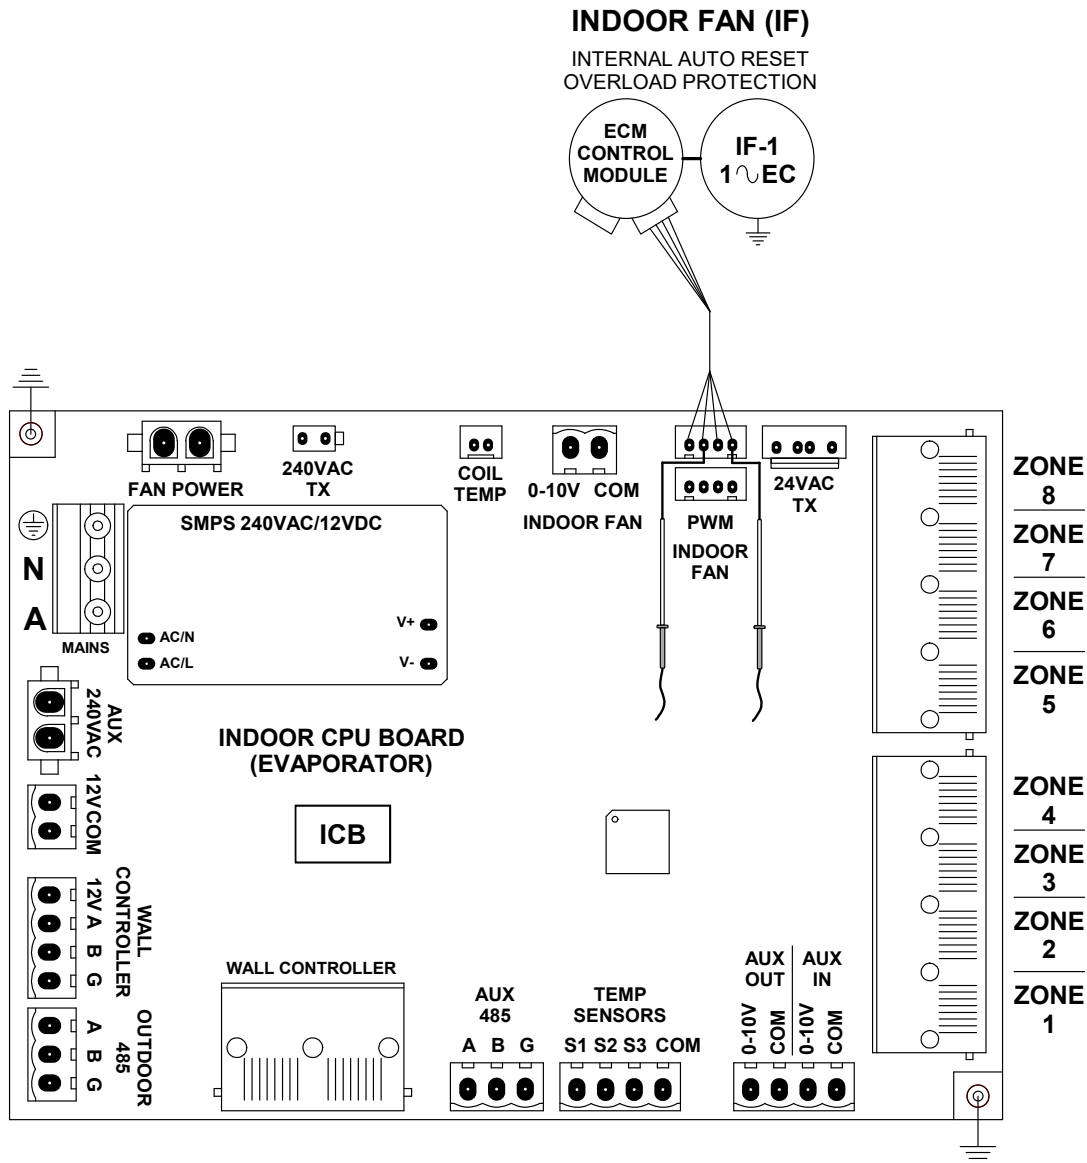 INDOOR FAN (IF)
INTERNAL AUTO RESET
OVERLOAD PROTECTION
ECM
CONTROL
MODULE
IF-1
1∿EC
FAN POWER
240VAC
TX
COIL
TEMP
0-10V COM
INDOOR FAN
PWM
INDOOR
FAN
24VAC
TX
ZONE
8
ZONE
7
ZONE
6
ZONE
5
ZONE
4
ZONE
3
ZONE
2
ZONE
1
N
A
MAINS
SMPS 240VAC/12VDC
AC/N
AC/L
V+
V-
AUX
240VAC
12V COM
WALL
CONTROLLER
12V A B G
OUTDOOR
485
A B G
INDOOR CPU BOARD
(EVAPORATOR)
ICB
WALL CONTROLLER
AUX
485
A B G
TEMP
SENSORS
S1 S2 S3 COM
AUX
OUT
AUX
IN
0-10V
COM
0-10V
COM